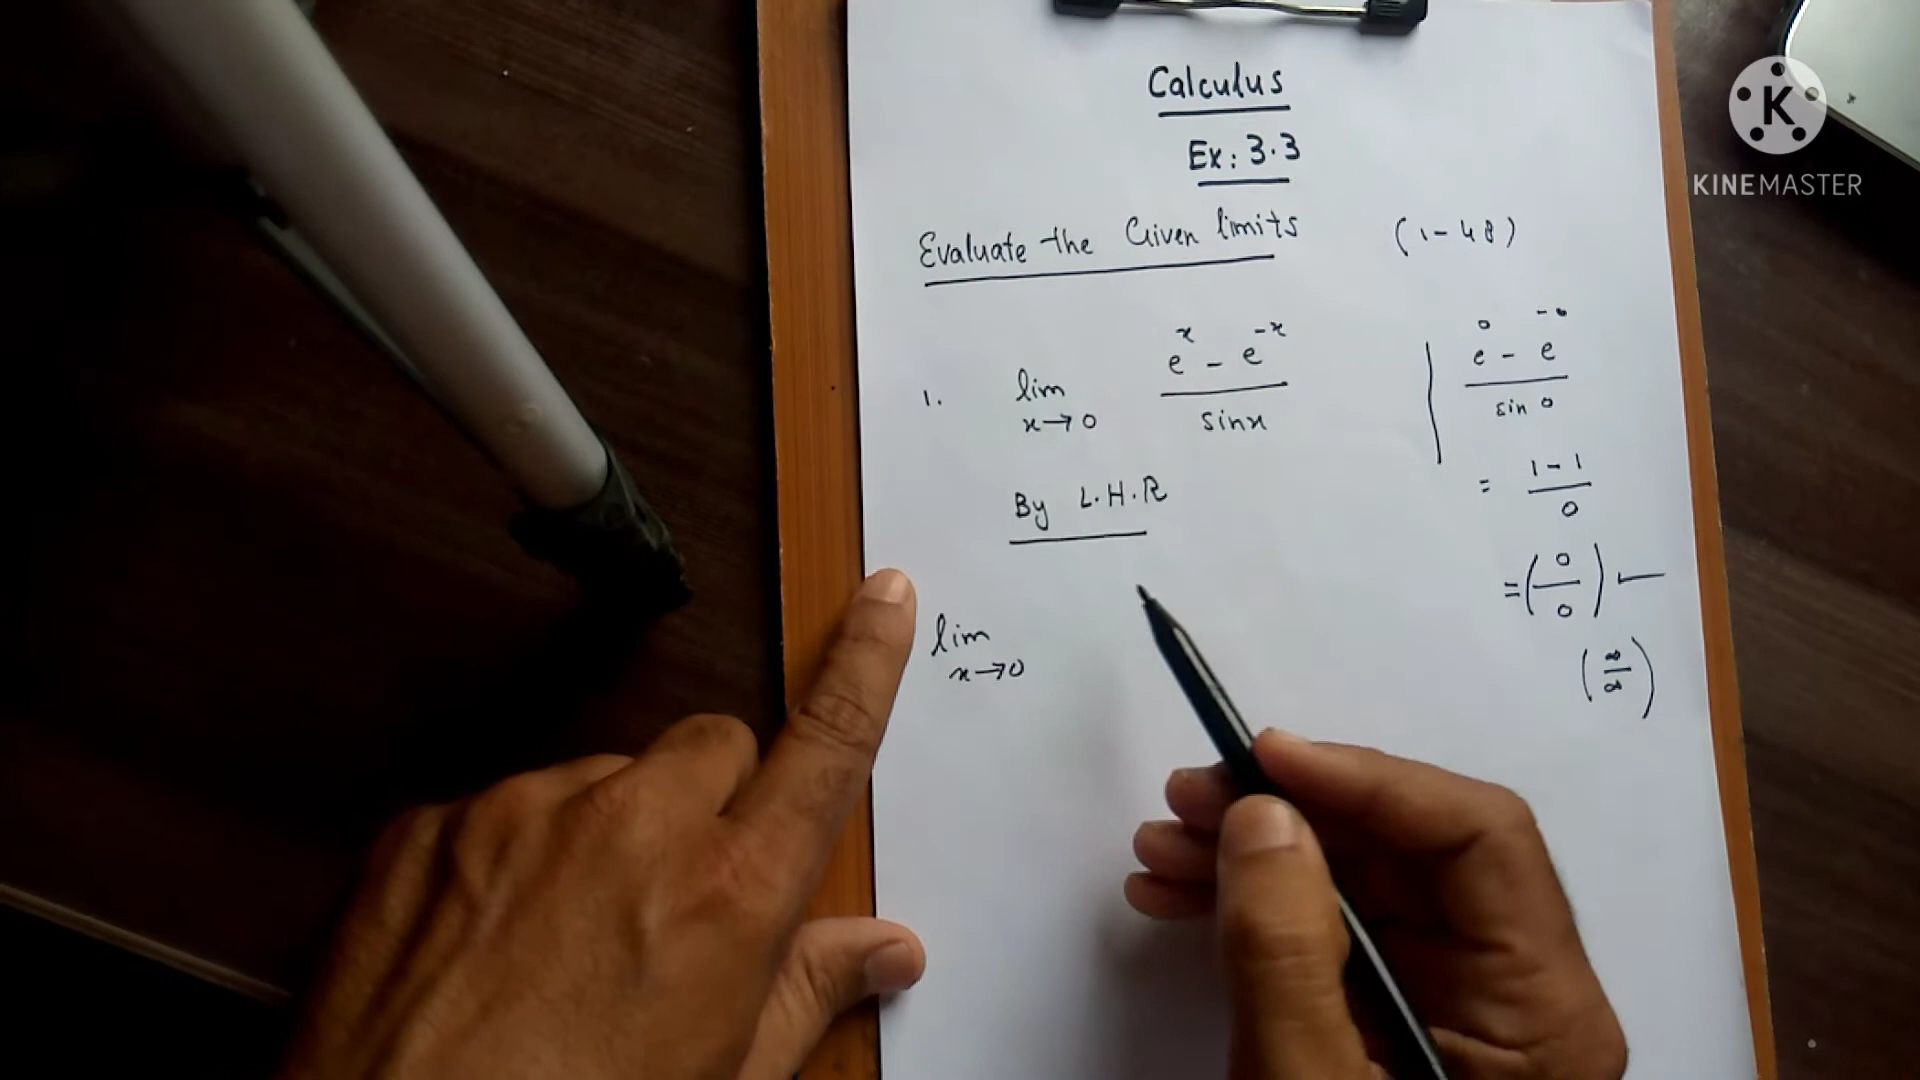 Calculus
Ex: 3.3
Evaluate the Given limits (1-48)
1. lim x→0 e^x - e^-x / sinx
e^0 - e^-0 / sin 0
= 1-1 / 0
= (0/0)
(∞/∞)
By L.H.R
lim x→0
K
KINEMASTER